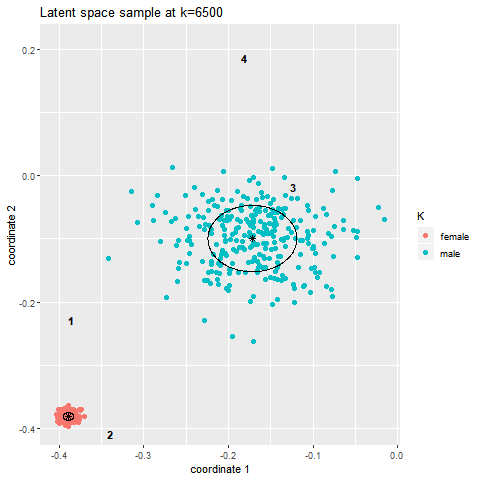 Latent space sample at k=6500
0.2
0.0
-0.2
-0.4
coordinate 2
4
3
1
2
-0.4
-0.3
-0.2
-0.1
0.0
coordinate 1
K
female
male